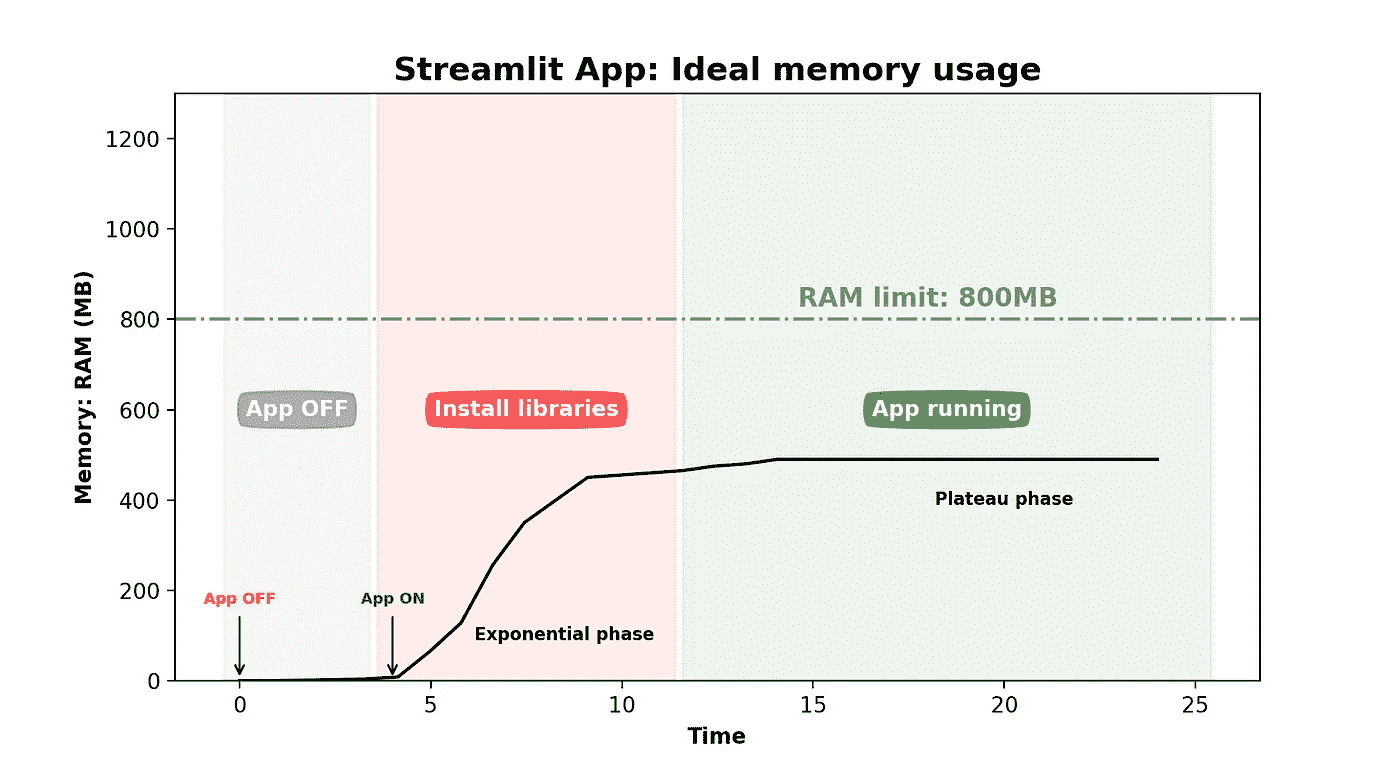 Streamlit App: Ideal memory usage
Memory: RAM (MB)
1200
1000
800
600
400
200
0
RAM limit: 800MB
App OFF
Install libraries
App running
Plateau phase
App OFF
App ON
Exponential phase
0
5
10
15
20
25
Time